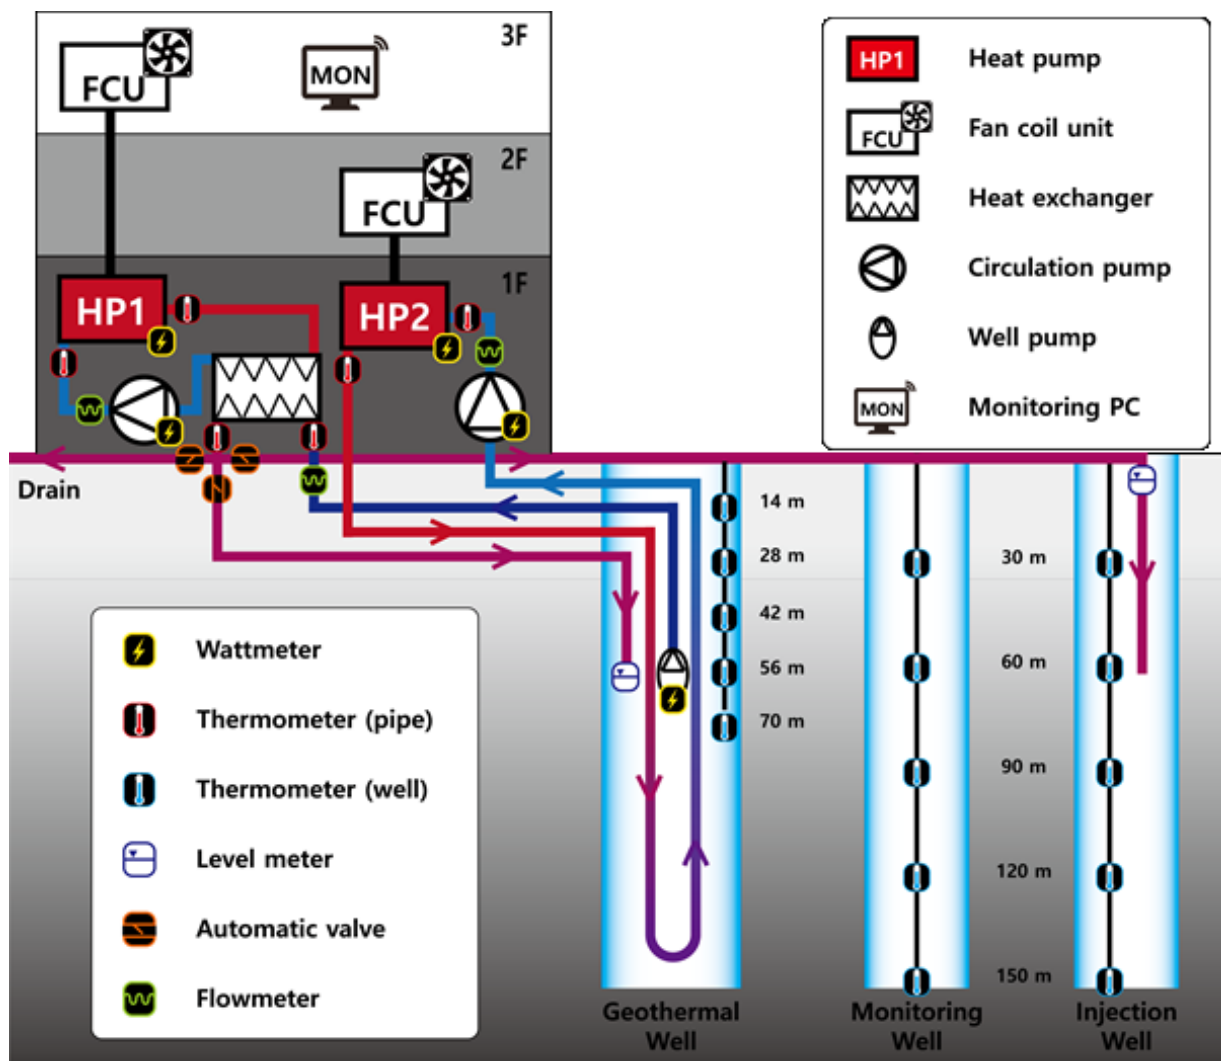 3F
FCU
MON
2F
FCU
1F
HP1
HP2
HP1 Heat pump
FCU Fan coil unit
Heat exchanger
Circulation pump
Well pump
MON Monitoring PC
Drain
14 m
28 m
42 m
56 m
70 m
30 m
60 m
90 m
120 m
150 m
Wattmeter
Thermometer (pipe)
Thermometer (well)
Level meter
Automatic valve
Flowmeter
Geothermal
Well
Monitoring
Well
Injection
Well